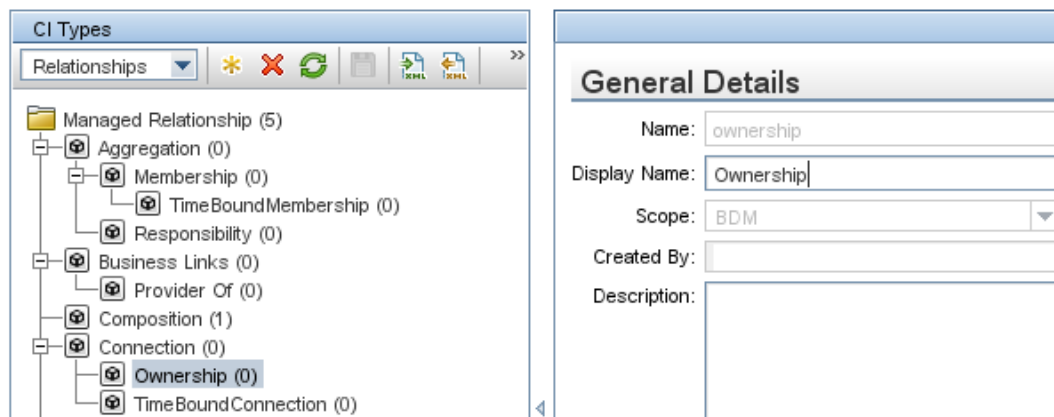 CI Types
Relationships
XML
XML
Managed Relationship (5)
Aggregation (0)
Membership (0)
TimeBoundMembership (0)
Responsibility (0)
Business Links (0)
Provider Of (0)
Composition (1)
Connection (0)
Ownership (0)
TimeBoundConnection (0)
General Details
Name: ownership
Display Name: Ownership
Scope: BDM
Created By:
Description: